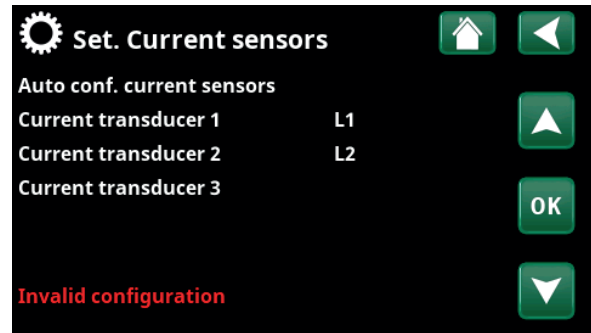 Set. Current sensors
Auto conf. current sensors
Current transducer 1 L1
Current transducer 2 L2
Current transducer 3
OK
Invalid configuration